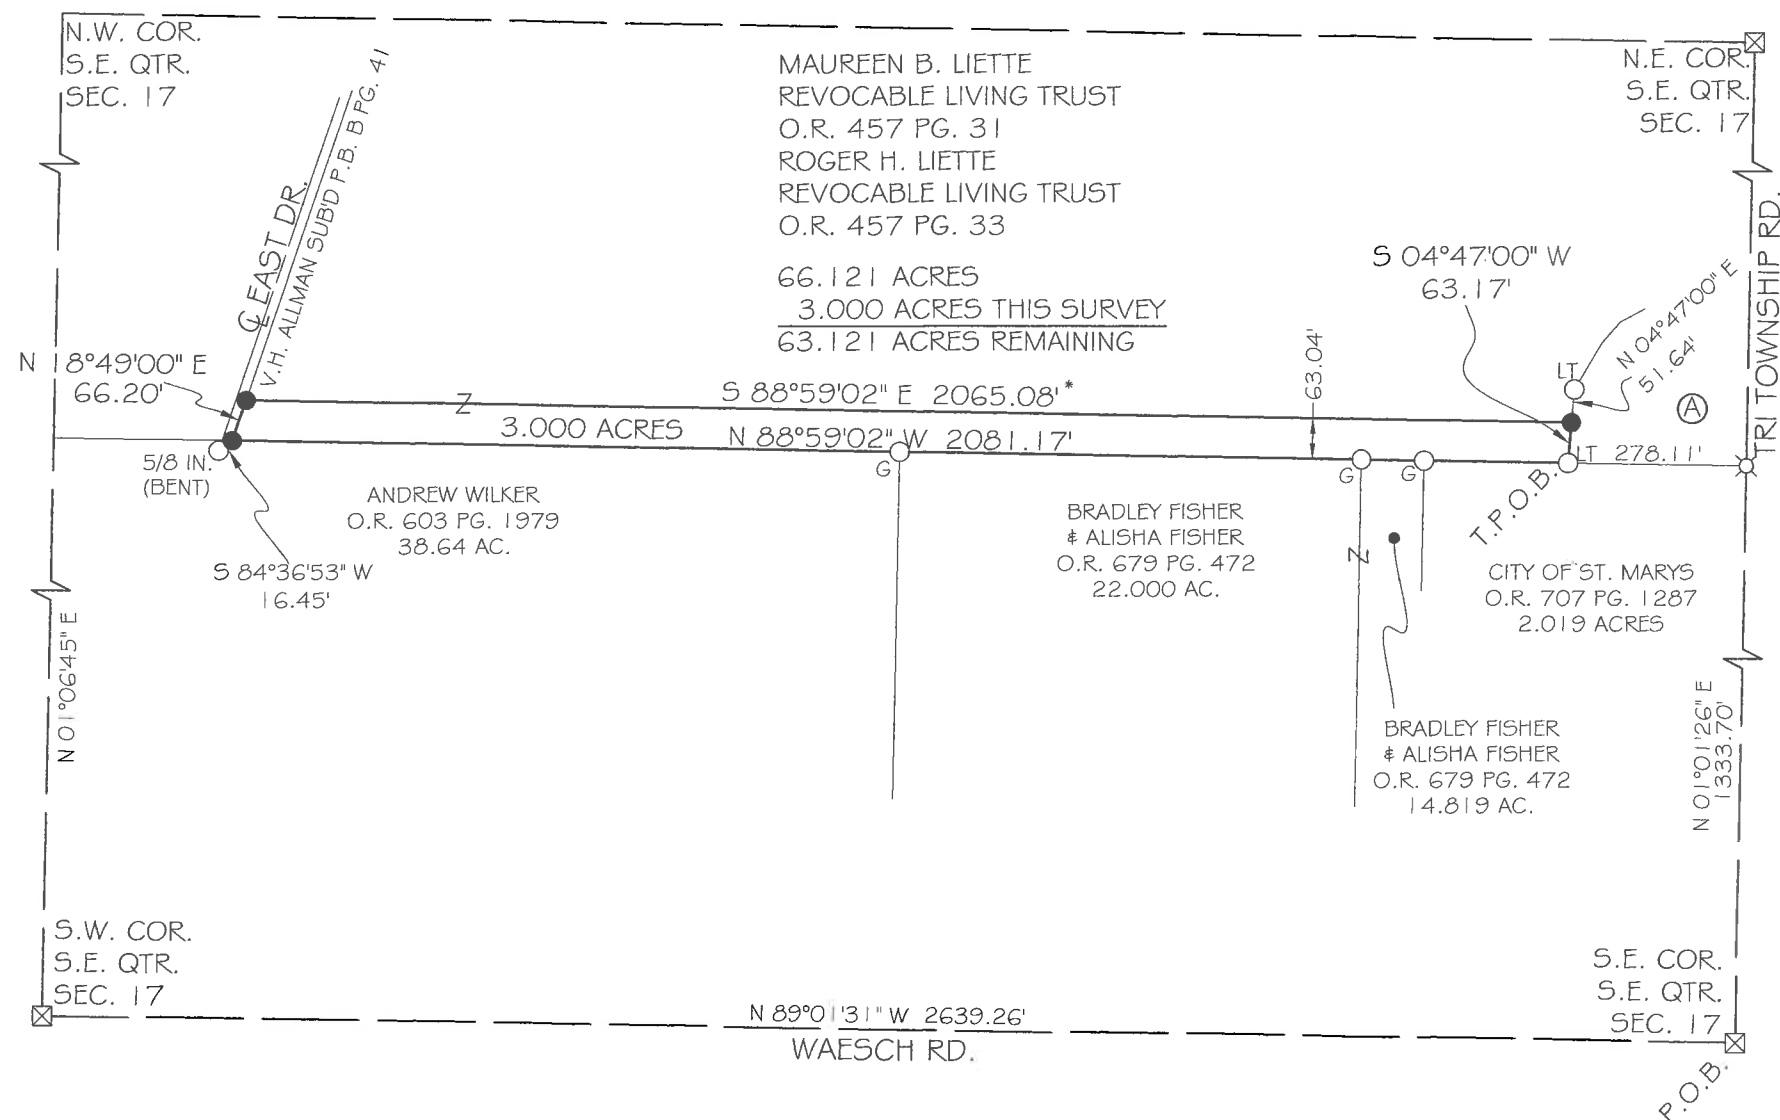 N.W. COR.
S.E. QTR.
SEC. 17
℄ EAST DR.
V.H. ALLMAN SUB'D P.B. B PG. 41
MAUREEN B. LIETTE
REVOCABLE LIVING TRUST
O.R. 457 PG. 31
ROGER H. LIETTE
REVOCABLE LIVING TRUST
O.R. 457 PG. 33
66.121 ACRES
3.000 ACRES THIS SURVEY
63.121 ACRES REMAINING
N.E. COR.
S.E. QTR.
SEC. 17
TRI TOWNSHIP RD.
S 04°47'00" W
63.17'
N 04°47'00" E
51.64'
LT
A
N 18°49'00" E
66.20'
Z
S 88°59'02" E 2065.08'*
63.04'
3.000 ACRES
N 88°59'02" W 2081.17'
G
G
G
LT 278.11'
T.P.O.B.
5/8 IN.
(BENT)
ANDREW WILKER
O.R. 603 PG. 1979
38.64 AC.
S 84°36'53" W
16.45'
BRADLEY FISHER
& ALISHA FISHER
O.R. 679 PG. 472
22.000 AC.
Z
CITY OF ST. MARYS
O.R. 707 PG. 1287
2.019 ACRES
BRADLEY FISHER
& ALISHA FISHER
O.R. 679 PG. 472
14.819 AC.
N 01°06'45" E
N 01°01'26" E
1333.70'
S.W. COR.
S.E. QTR.
SEC. 17
S.E. COR.
S.E. QTR.
SEC. 17
N 89°01'31" W 2639.26'
WAESCH RD.
P.O.B.